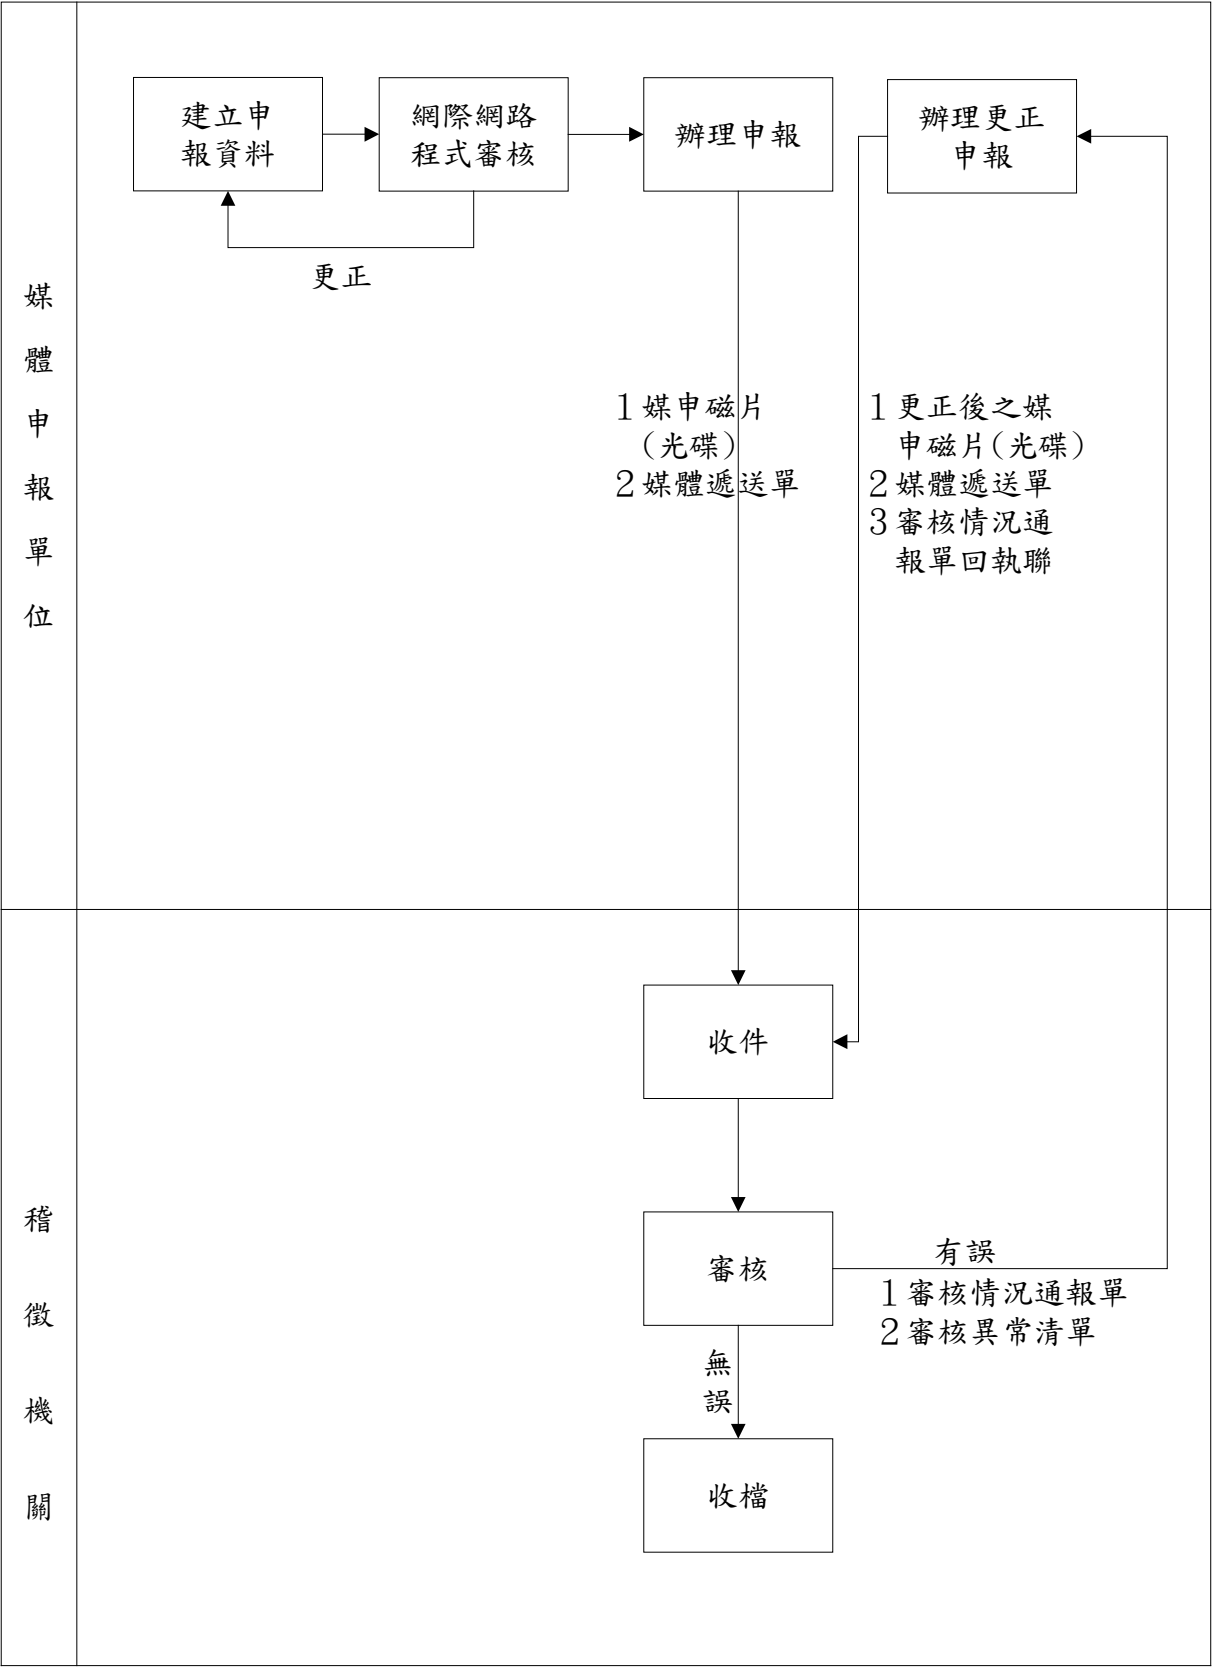 建立申
報資料
網際網路
程式審核
辦理申報
辦理更正
申報
更正
媒
體
申
報
單
位
1媒申磁片
(光碟)
2媒體遞送單
1更正後之媒
申磁片(光碟)
2媒體遞送單
3審核情況通
報單回執聯
收件
審核
有誤
1審核情況通報單
2審核異常清單
無
誤
收檔
稽
徵
機
關